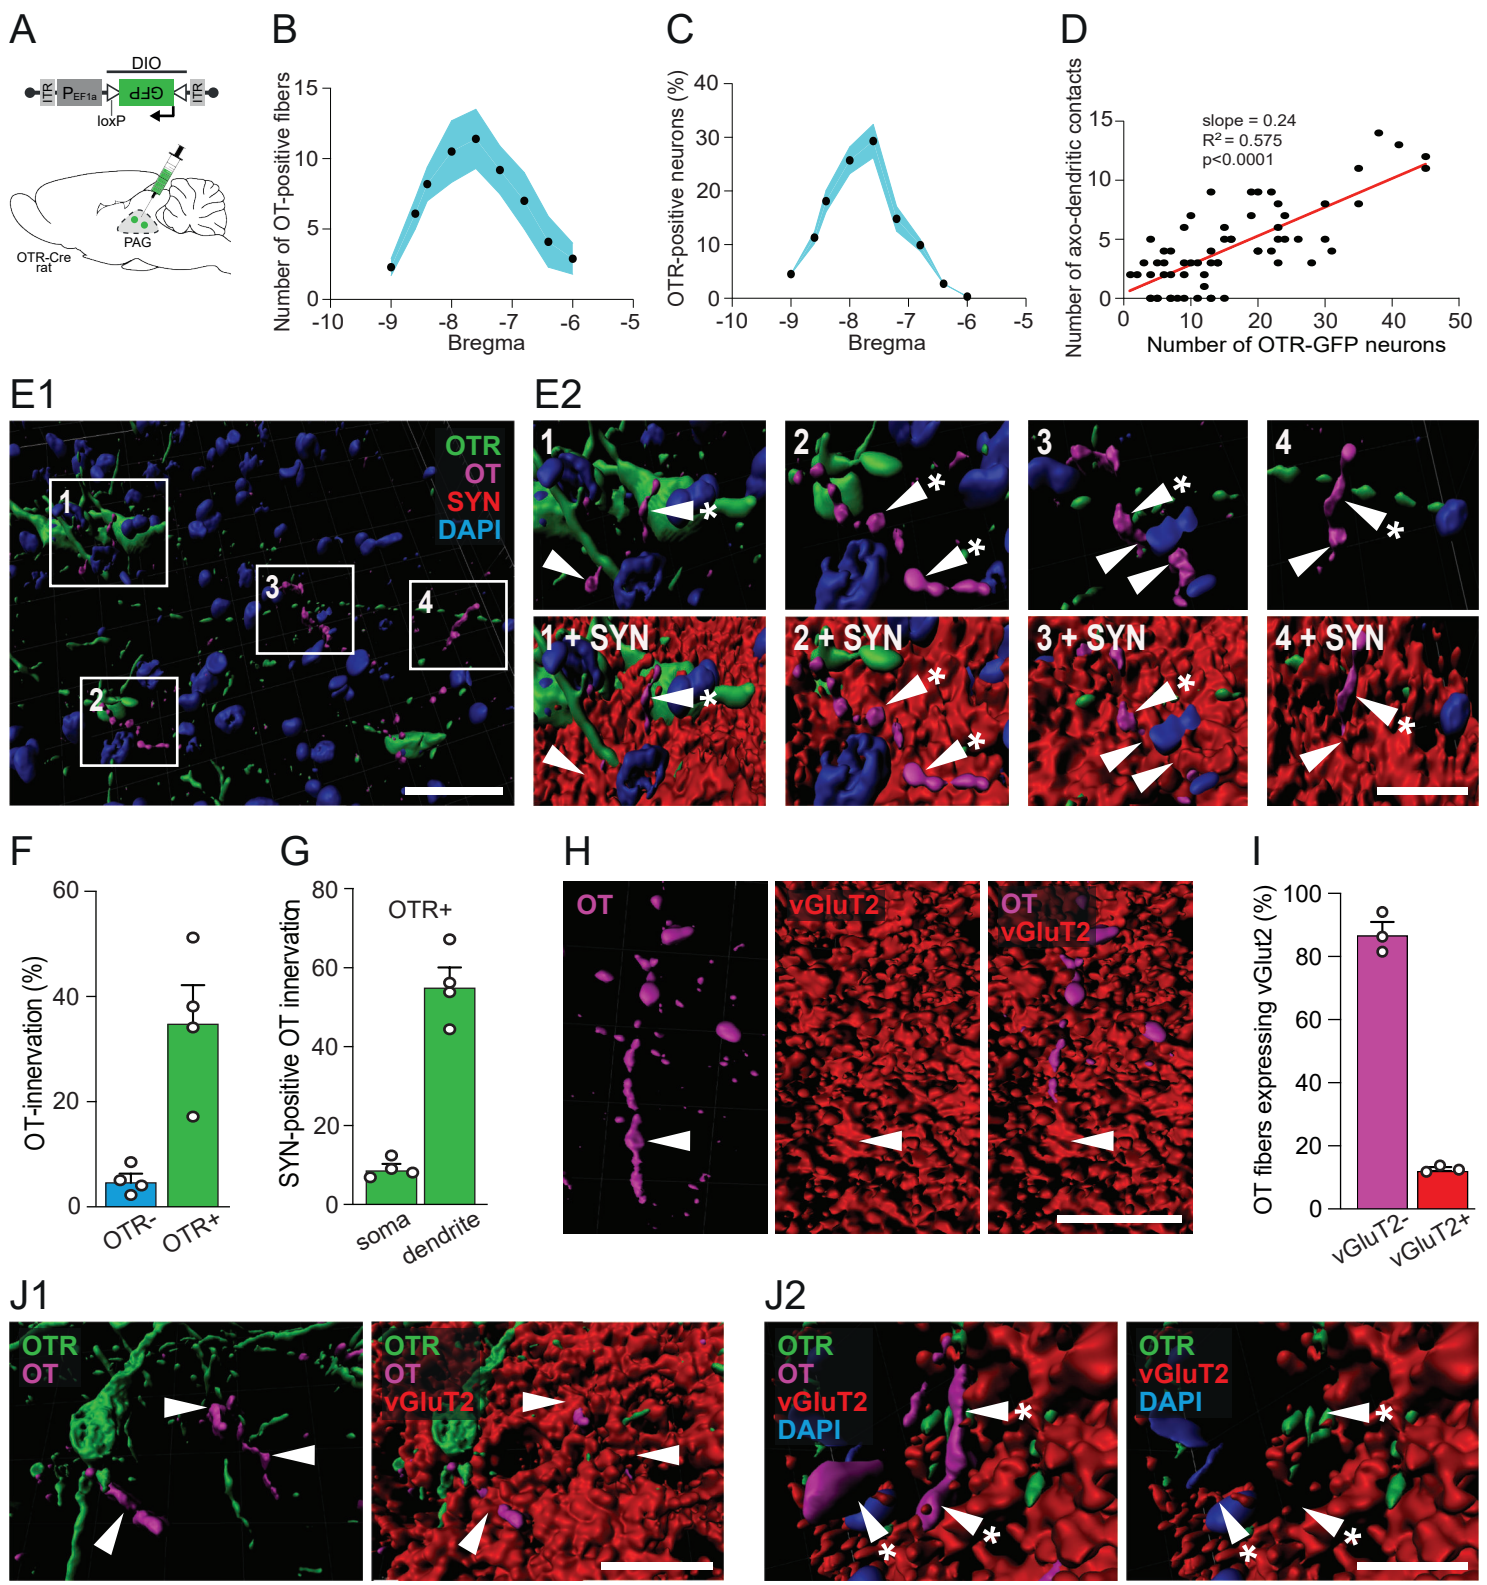 A
DIO
ITR
PEF1a
GFP
ITR
loxP
PAG
OTR-Cre
rat
B
Number of OT-positive fibers
15
10
5
0
-10
-9
-8
-7
-6
-5
Bregma
C
OTR-positive neurons (%)
40
30
20
10
0
-10
-9
-8
-7
-6
-5
Bregma
D
Number of axo-dendritic contacts
slope = 0.24
R² = 0.575
p<0.0001
15
10
5
0
0
10
20
30
40
50
Number of OTR-GFP neurons
E1
OTR
OT
SYN
DAPI
1
2
3
4
E2
1
*
2
*
*
3
*
4
*
1 + SYN
*
2 + SYN
*
*
3 + SYN
*
4 + SYN
*
F
OT-innervation (%)
60
40
20
0
OTR-
OTR+
G
SYN-positive OT innervation
80
60
40
20
0
OTR+
soma
dendrite
H
OT
vGluT2
OT
vGluT2
I
OT fibers expressing vGlut2 (%)
100
80
60
40
20
0
vGluT2-
vGluT2+
J1
OTR
OT
OTR
OT
vGluT2
J2
OTR
OT
vGluT2
DAPI
*
*
*
OTR
vGluT2
DAPI
*
*
*